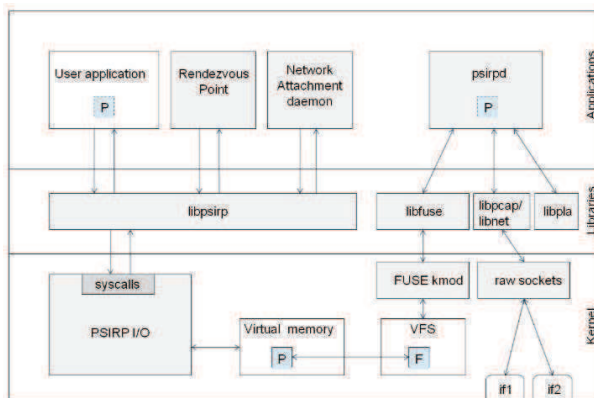 User application
P
Rendezvous
Point
Network
Attachment
daemon
psirpd
P
Applications
libpsirp
libfuse
libpcap/
libnet
libpla
Libraries
syscalls
PSIRP I/O
Virtual memory
P
FUSE kmod
VFS
F
raw sockets
if1
if2
Kernel